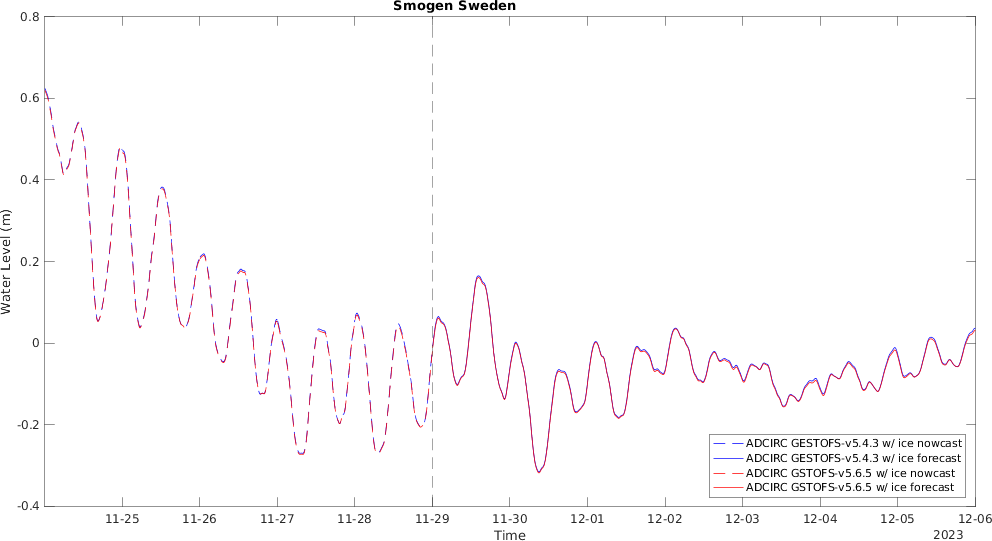 Smogen Sweden
0.8
0.6
0.4
0.2
0
-0.2
-0.4
Water Level (m)
ADCIRC GESTOFS-v5.4.3 w/ ice nowcast
ADCIRC GESTOFS-v5.4.3 w/ ice forecast
ADCIRC GSTOFS-v5.6.5 w/ ice nowcast
ADCIRC GSTOFS-v5.6.5 w/ ice forecast
11-25 11-26 11-27 11-28 11-29 11-30 12-01 12-02 12-03 12-04 12-05 12-06
Time
2023